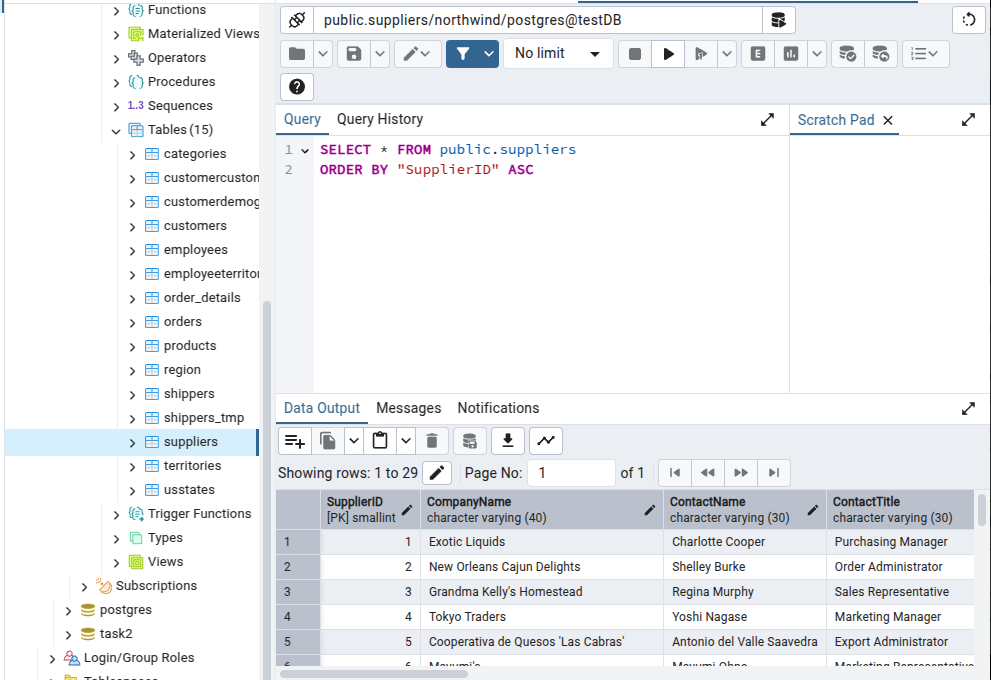 Functions
Materialized Views
Operators
Procedures
1.3 Sequences
Tables (15)
categories
customercuston
customerdemog
customers
employees
employeeterrito
order_details
orders
products
region
shippers
shippers_tmp
suppliers
territories
usstates
Trigger Functions
Types
Views
Subscriptions
postgres
task2
Login/Group Roles
public.suppliers/northwind/postgres@testDB
No limit
E
?
Query Query History
Scratch Pad
1 SELECT * FROM public.suppliers
2 ORDER BY "SupplierID" ASC
Data Output Messages Notifications
Showing rows: 1 to 29 Page No: 1 of 1
SupplierID CompanyName ContactName ContactTitle
[PK] smallint character varying (40) character varying (30) character varying (30)
1 1 Exotic Liquids Charlotte Cooper Purchasing Manager
2 2 New Orleans Cajun Delights Shelley Burke Order Administrator
3 3 Grandma Kelly's Homestead Regina Murphy Sales Representative
4 4 Tokyo Traders Yoshi Nagase Marketing Manager
5 5 Cooperativa de Quesos 'Las Cabras' Antonio del Valle Saavedra Export Administrator
6 6 Mayumi's Mayumi Ohno Marketing Representative